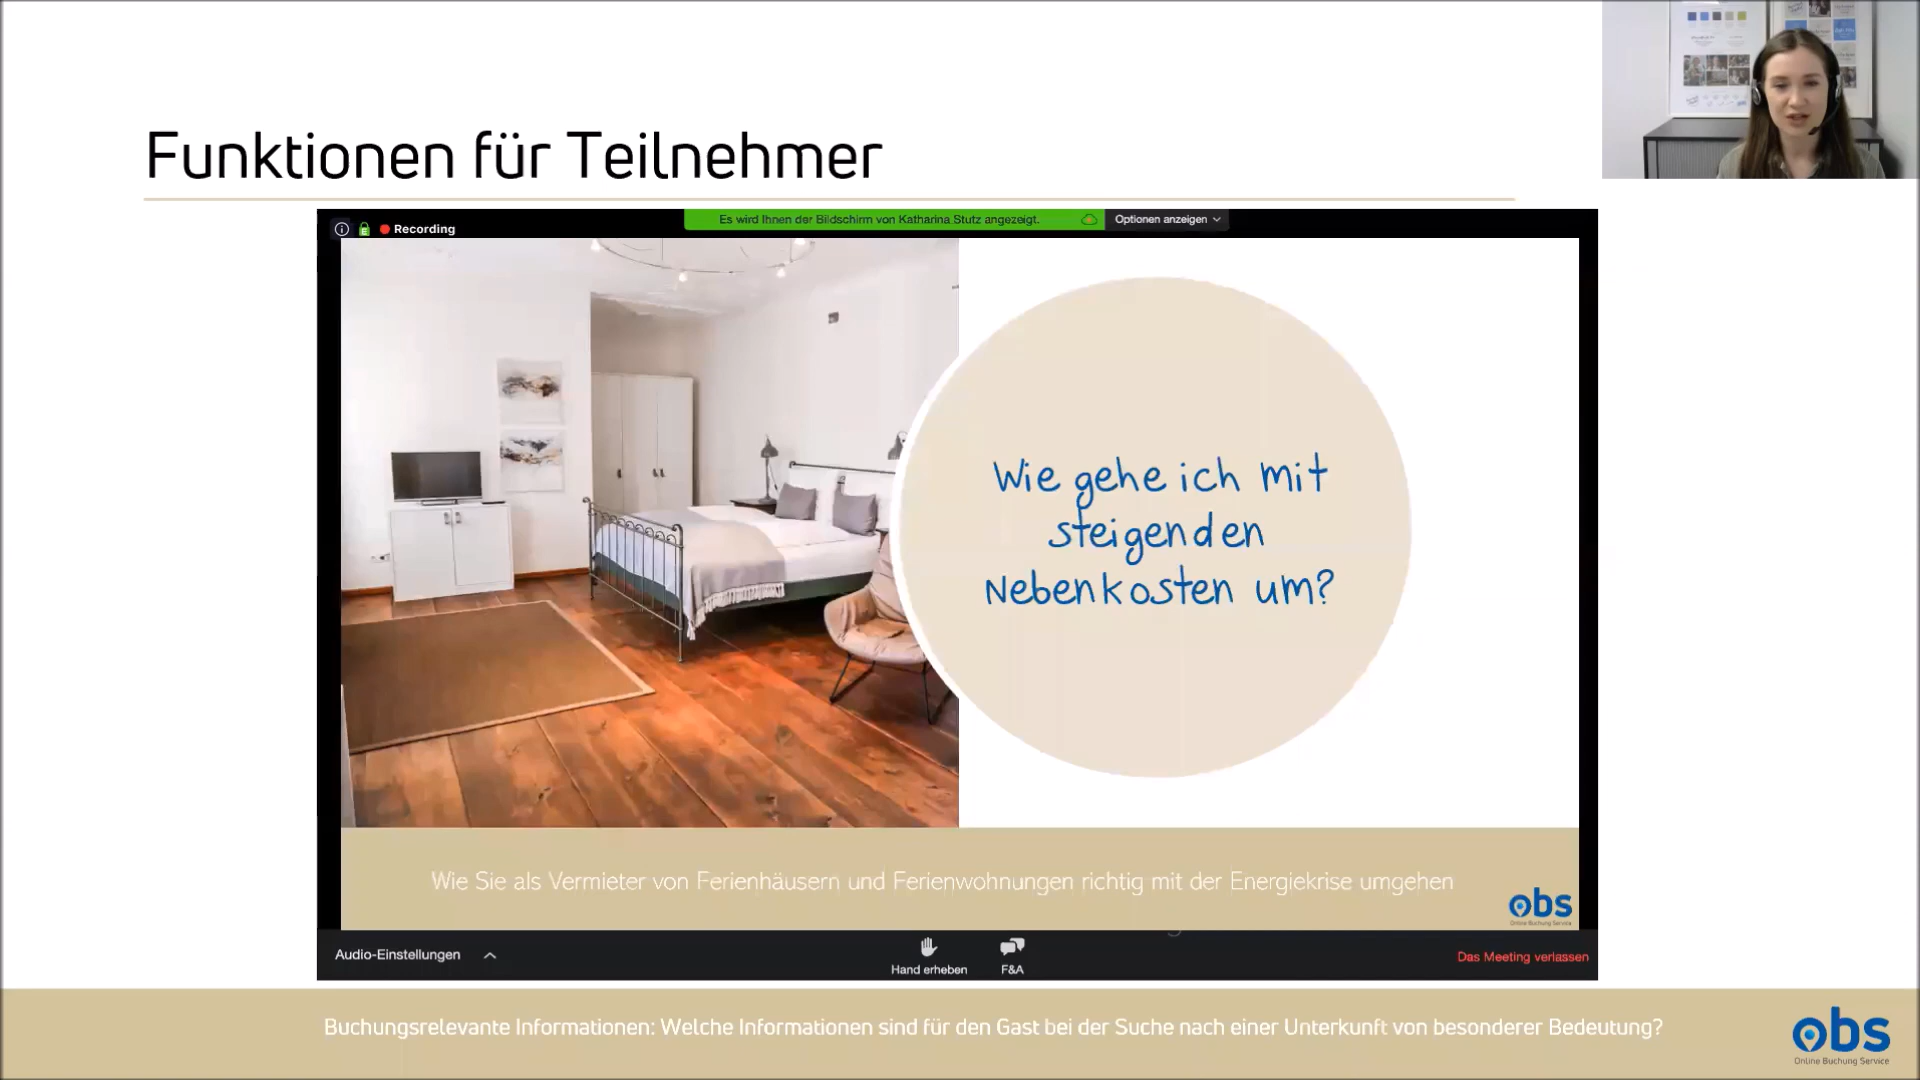 Funktionen für Teilnehmer
Recording
Es wird Ihnen der Bildschirm von Katharina Stutz angezeigt.
Optionen anzeigen
Wie gehe ich mit
steigenden
Nebenkosten um?
Wie Sie als Vermieter von Ferienhäusern und Ferienwohnungen richtig mit der Energiekrise umgehen
obs
Online Buchung Service
Audio-Einstellungen
Hand erheben
F&A
Das Meeting verlassen
Buchungsrelevante Informationen: Welche Informationen sind für den Gast bei der Suche nach einer Unterkunft von besonderer Bedeutung?
obs
Online Buchung Service